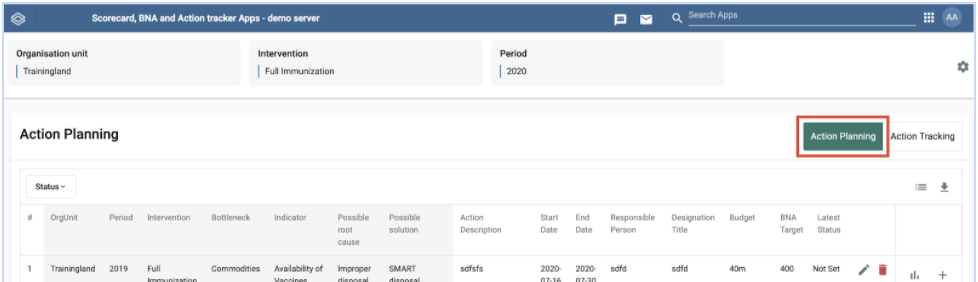 Scorecard, BNA and Action tracker Apps - demo server
Search Apps
AA
Organisation unit
Trainingland
Intervention
Full Immunization
Period
2020
Action Planning
Action Planning
Action Tracking
Status
# OrgUnit Period Intervention Bottleneck Indicator Possible root cause Possible solution Action Description Start Date End Date Responsible Person Designation Title Budget BNA Target Latest Status
1 Trainingland 2019 Full Immunization Commodities Availability of Vaccines Improper disposal SMART disposal sdfsfs 2020-07-16 2020-07-30 sdfd sdfd 40m 400 Not Set